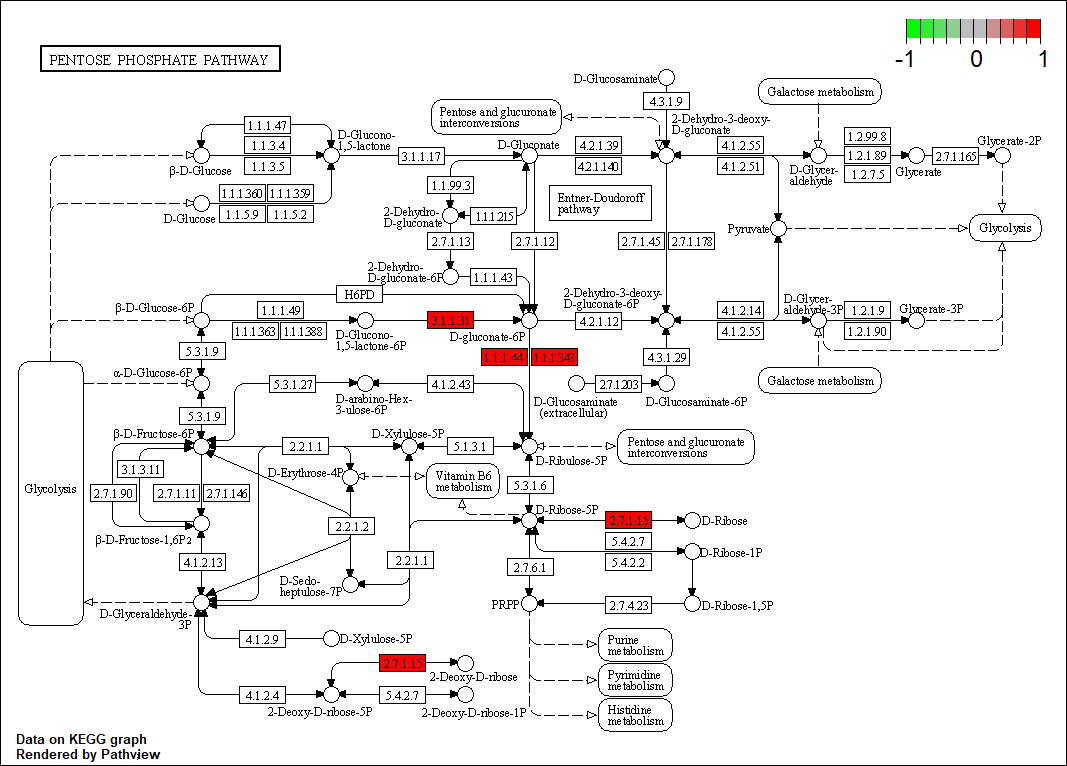 PENTOSE PHOSPHATE PATHWAY
-1 0 1
D-Glucosaminate
4.3.1.9
Galactose metabolism
Pentose and glucuronate
interconversions
2-Dehydro-3-deoxy-
D-gluconate
1.1.1.47
1.1.3.4
1.1.3.5
β-D-Glucose
D-Glucono-
1,5-lactone
3.1.1.17
D-Gluconate
4.2.1.39
4.2.1.140
4.1.2.55
4.1.2.51
D-Glycer-
aldehyde
1.2.99.8
1.2.1.89
1.2.7.5
Glycerate
2.7.1.165
Glycerate-2P
1.1.1.360 1.1.1.359
1.1.5.9 1.1.5.2
D-Glucose
1.1.99.3
2-Dehydro-
D-gluconate
1.1.1.215
Entner-Doudoroff
pathway
2.7.1.13
2.7.1.12
2.7.1.45 2.7.1.178
Pyruvate
Glycolysis
2-Dehydro-
D-gluconate-6P
1.1.1.43
H6PD
β-D-Glucose-6P
1.1.1.49
1.1.1.363 1.1.1.388
D-Glucono-
1,5-lactone-6P
3.1.1.31
D-gluconate-6P
2-Dehydro-3-deoxy-
D-gluconate-6P
4.2.1.12
4.1.2.14
4.1.2.55
D-Glycer-
aldehyde-3P
1.2.1.9
1.2.1.90
Glycerate-3P
5.3.1.9
1.1.1.44 1.1.1.343
4.3.1.29
α-D-Glucose-6P
5.3.1.27
D-arabino-Hex-
3-ulose-6P
4.1.2.43
D-Glucosaminate
(extracellular)
2.7.1.203
D-Glucosaminate-6P
Galactose metabolism
5.3.1.9
β-D-Fructose-6P
2.2.1.1
D-Xylulose-5P
5.1.3.1
D-Ribulose-5P
Pentose and glucuronate
interconversions
Glycolysis
3.1.3.11
2.7.1.90
2.7.1.11 2.7.1.146
D-Erythrose-4P
Vitamin B6
metabolism
5.3.1.6
β-D-Fructose-1,6P2
2.2.1.2
D-Ribose-5P
2.7.1.15
D-Ribose
5.4.2.7
5.4.2.2
D-Ribose-1P
4.1.2.13
D-Sedo-
heptulose-7P
2.2.1.1
2.7.6.1
D-Glyceraldehyde-
3P
PRPP
2.7.4.23
D-Ribose-1,5P
4.1.2.9
D-Xylulose-5P
Purine
metabolism
2.7.1.15
2-Deoxy-D-ribose
Pyrimidine
metabolism
4.1.2.4
2-Deoxy-D-ribose-5P
5.4.2.7
2-Deoxy-D-ribose-1P
Histidine
metabolism
Data on KEGG graph
Rendered by Pathview